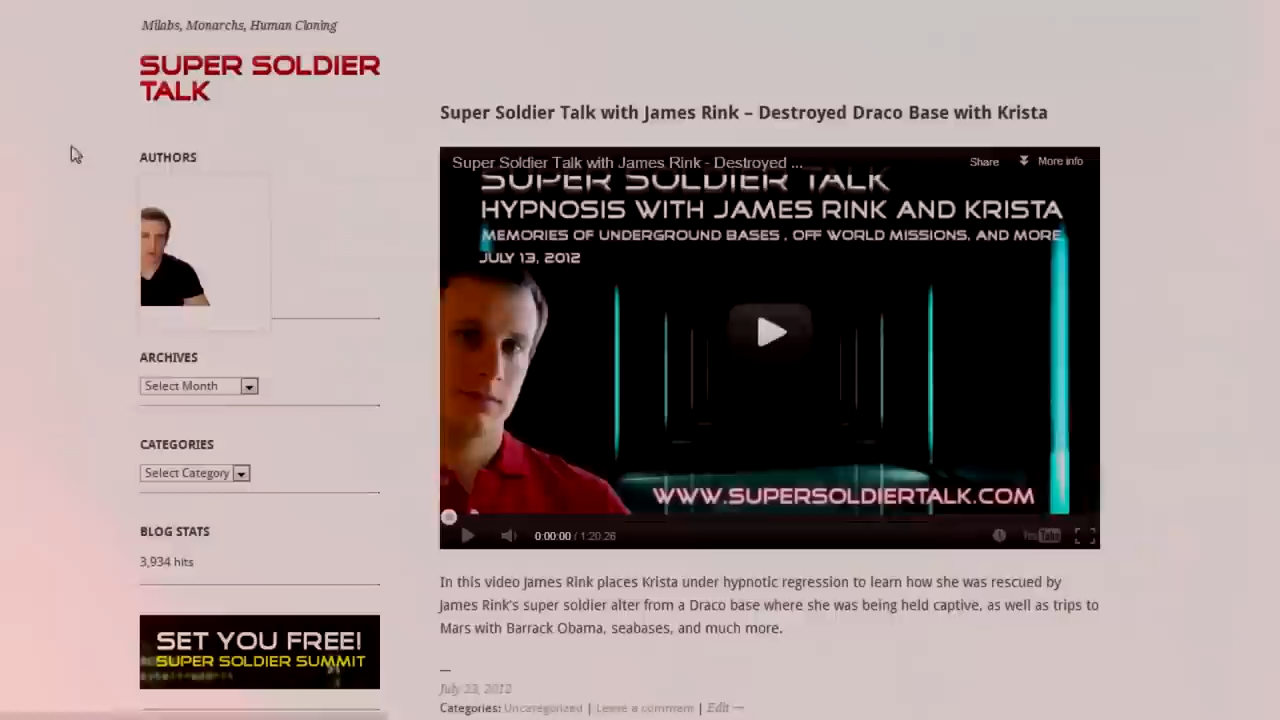 Milabs, Monarchs, Human Cloning
SUPER SOLDIER
TALK
AUTHORS
ARCHIVES
Select Month
CATEGORIES
Select Category
BLOG STATS
3,934 hits
SET YOU FREE!
SUPER SOLDIER SUMMIT
Super Soldier Talk with James Rink – Destroyed Draco Base with Krista
Super Soldier Talk with James Rink - Destroyed ...
Share
More info
SUPER SOLDIER TALK
HYPNOSIS WITH JAMES RINK AND KRISTA
MEMORIES OF UNDERGROUND BASES , OFF WORLD MISSIONS, AND MORE
JULY 13, 2012
WWW.SUPERSOLDIERTALK.COM
0:00:00 / 1:20:26
YouTube
In this video James Rink places Krista under hypnotic regression to learn how she was rescued by
James Rink's super soldier alter from a Draco base where she was being held captive, as well as trips to
Mars with Barrack Obama, seabases, and much more.
—
July 23, 2012
Categories: Uncategorized | Leave a comment | Edit —